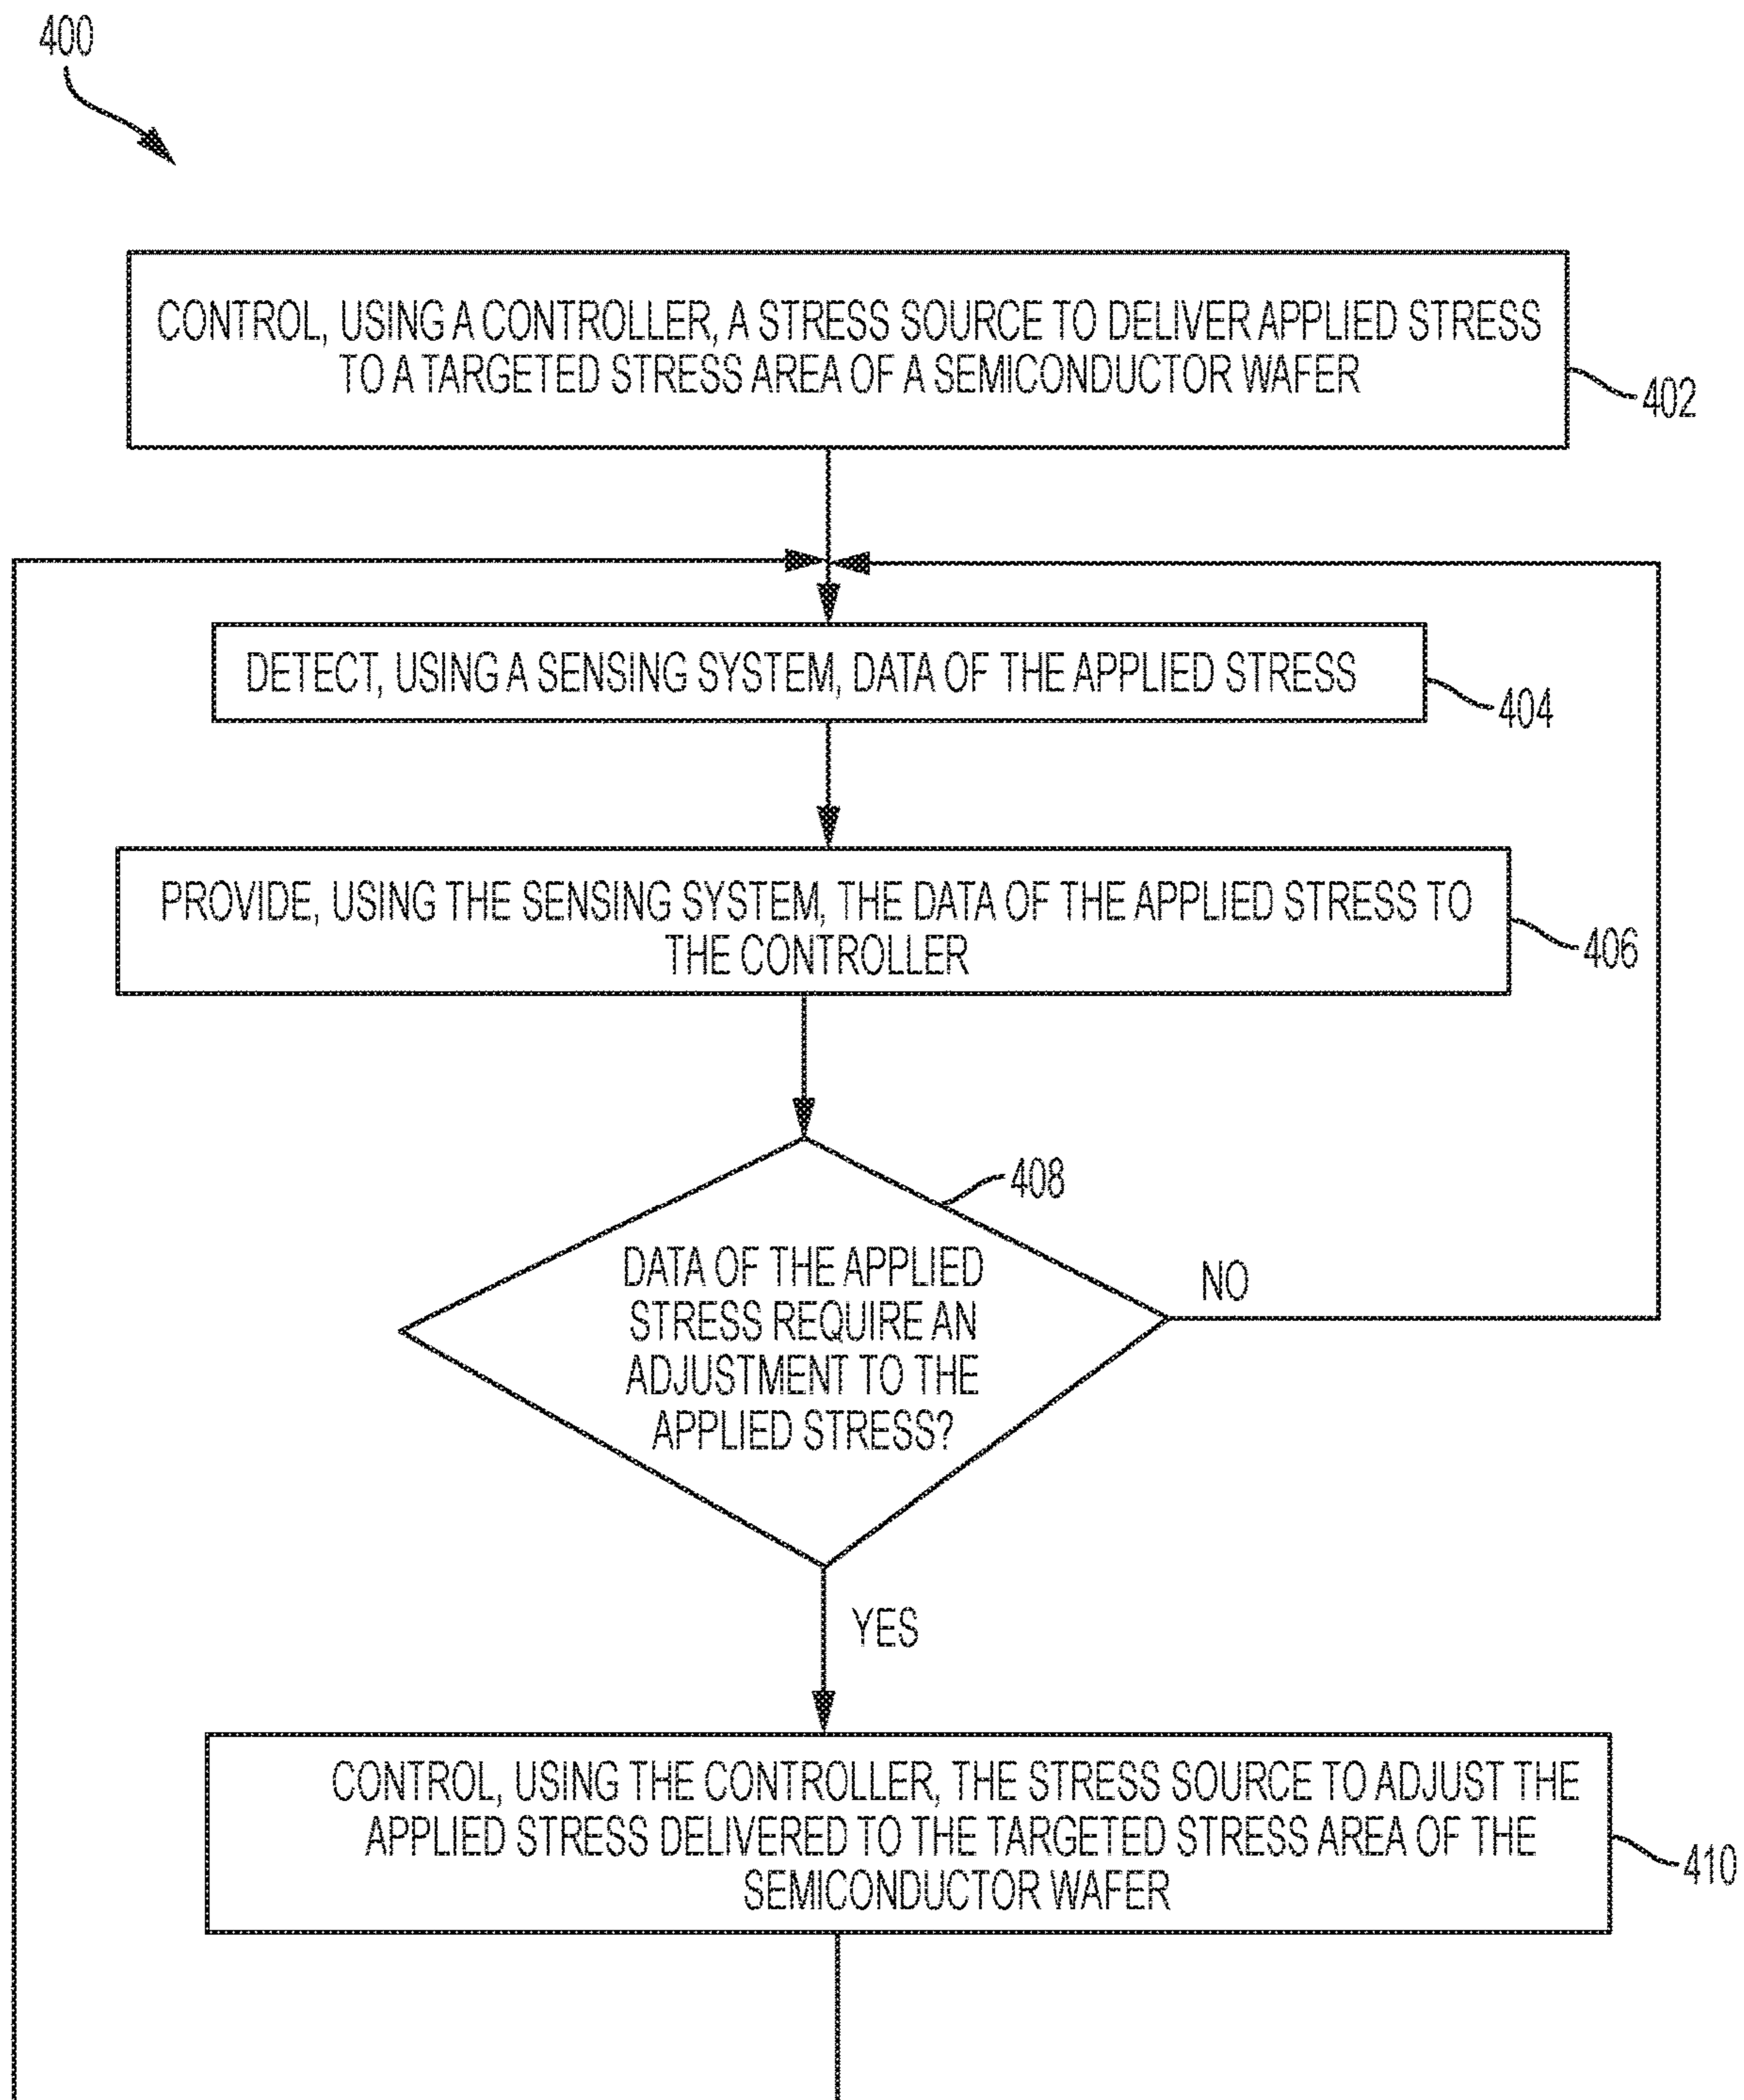 400
CONTROL, USING A CONTROLLER, A STRESS SOURCE TO DELIVER APPLIED STRESS
TO A TARGETED STRESS AREA OF A SEMICONDUCTOR WAFER
402
DETECT, USING A SENSING SYSTEM, DATA OF THE APPLIED STRESS
404
PROVIDE, USING THE SENSING SYSTEM, THE DATA OF THE APPLIED STRESS TO
THE CONTROLLER
406
408
DATA OF THE APPLIED
STRESS REQUIRE AN
ADJUSTMENT TO THE
APPLIED STRESS?
NO
YES
CONTROL, USING THE CONTROLLER, THE STRESS SOURCE TO ADJUST THE
APPLIED STRESS DELIVERED TO THE TARGETED STRESS AREA OF THE
SEMICONDUCTOR WAFER
410